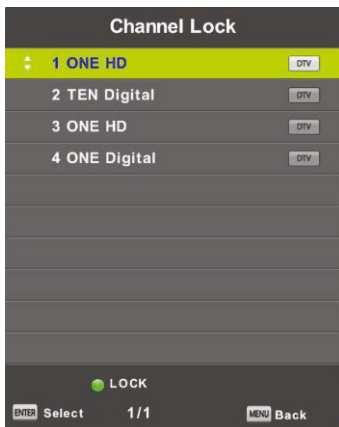 Channel Lock
1 ONE HD DTV
2 TEN Digital DTV
3 ONE HD DTV
4 ONE Digital DTV
LOCK
ENTER Select 1/1 MENU Back